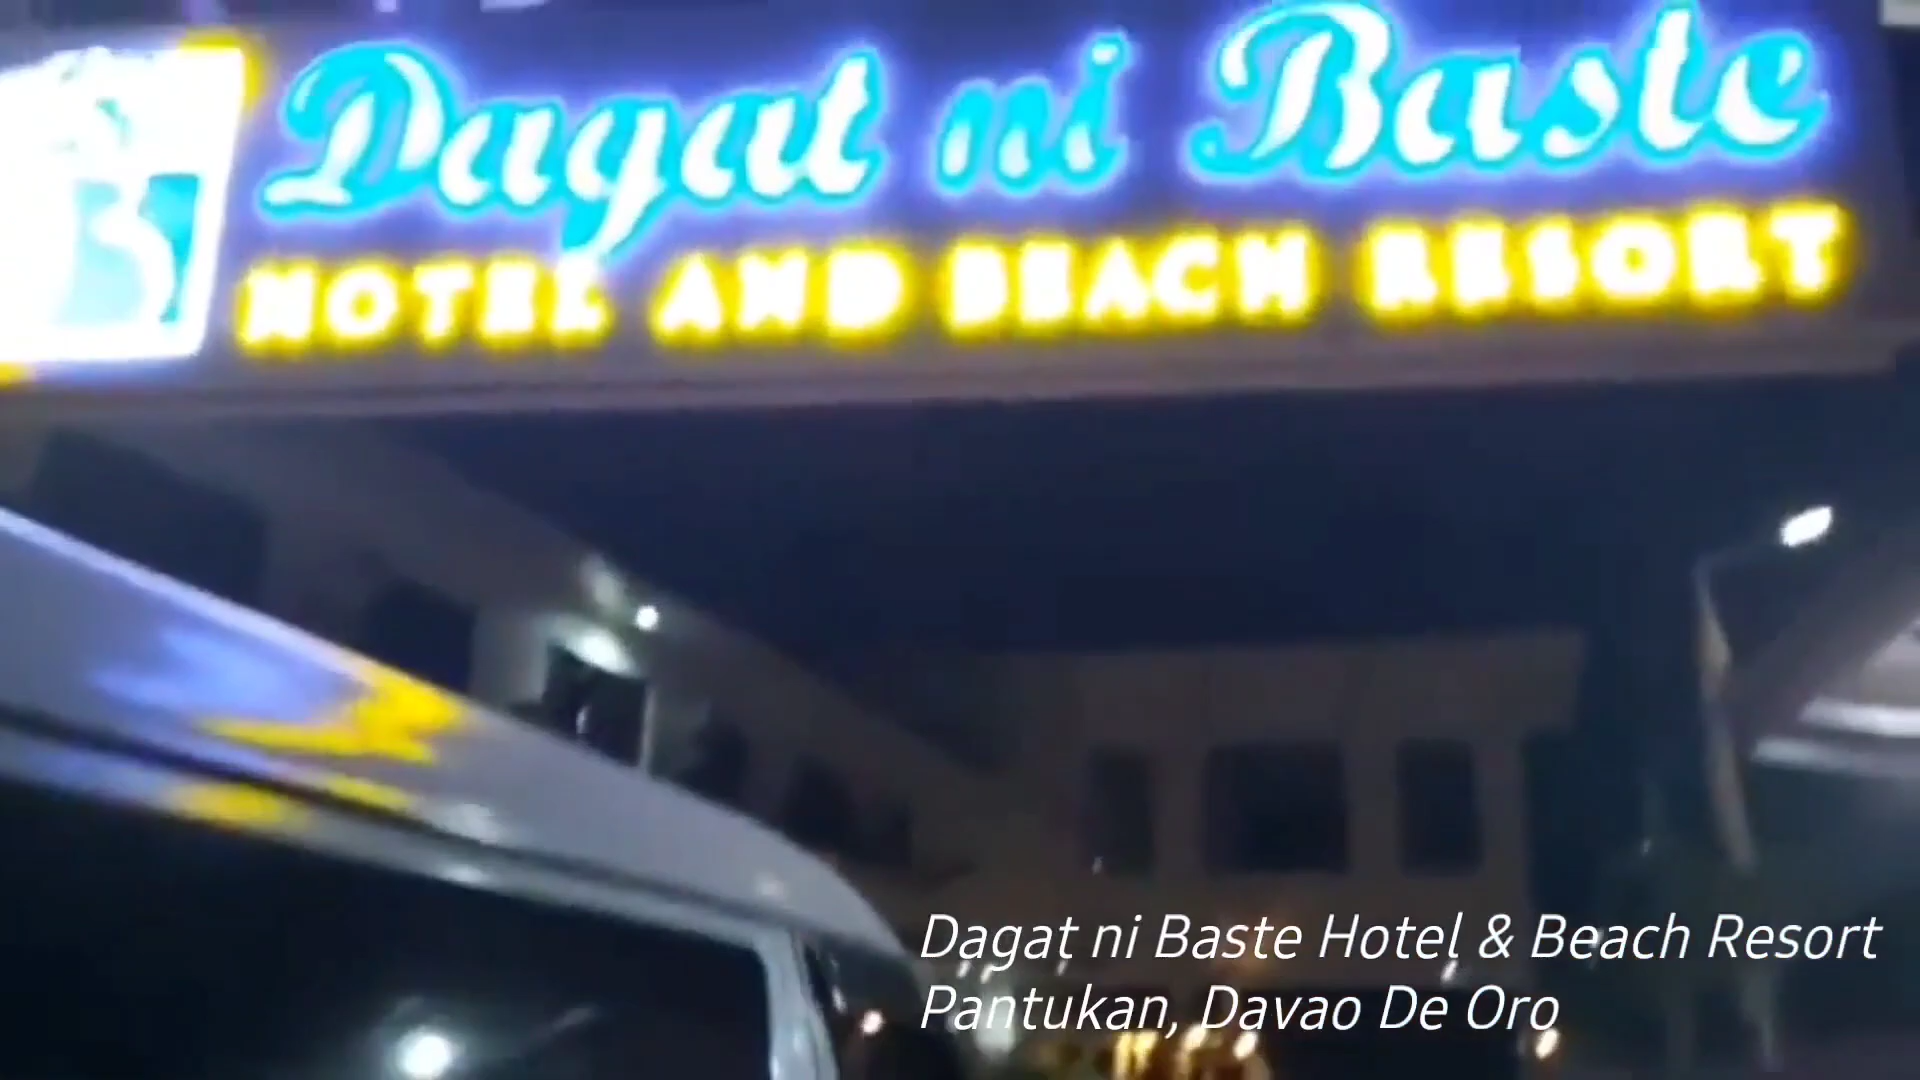 Dagat ni Baste
HOTEL AND BEACH RESORT
Dagat ni Baste Hotel & Beach Resort
Pantukan, Davao De Oro